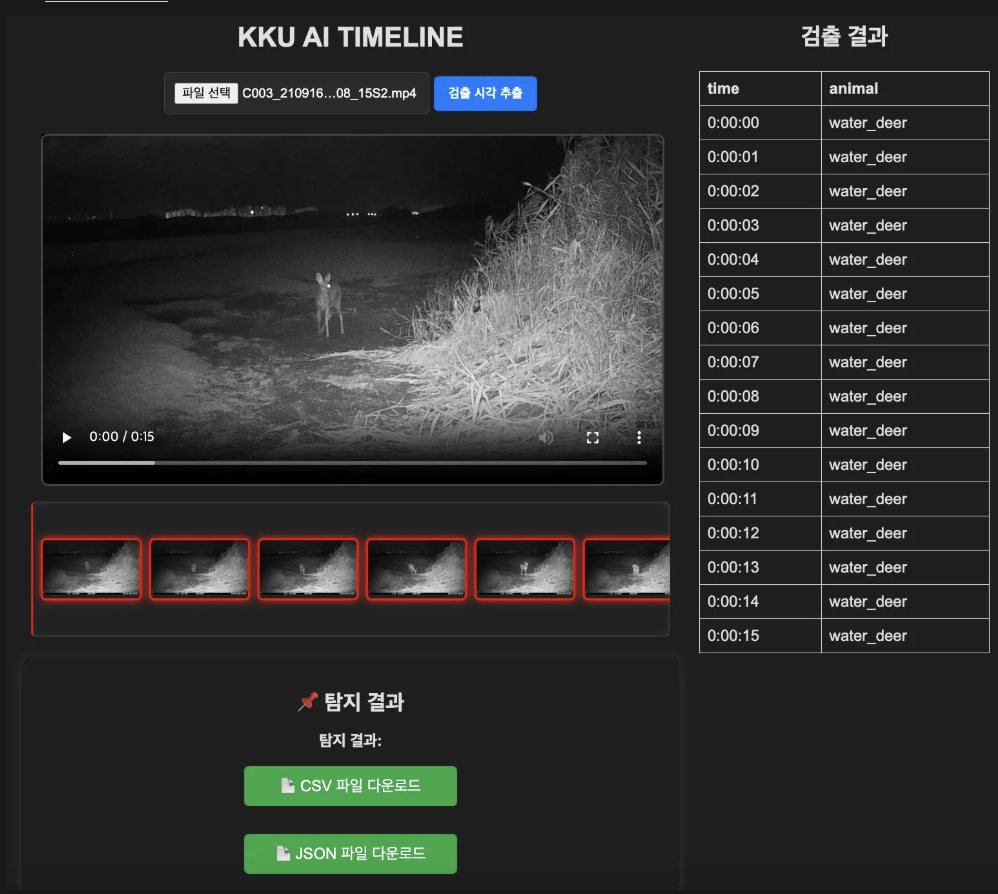 KKU AI TIMELINE
파일 선택 C003_210916...08_15S2.mp4
검출 시각 추출
0:00 / 0:15
📌 탐지 결과
탐지 결과:
CSV 파일 다운로드
JSON 파일 다운로드
검출 결과
time animal
0:00:00 water_deer
0:00:01 water_deer
0:00:02 water_deer
0:00:03 water_deer
0:00:04 water_deer
0:00:05 water_deer
0:00:06 water_deer
0:00:07 water_deer
0:00:08 water_deer
0:00:09 water_deer
0:00:10 water_deer
0:00:11 water_deer
0:00:12 water_deer
0:00:13 water_deer
0:00:14 water_deer
0:00:15 water_deer